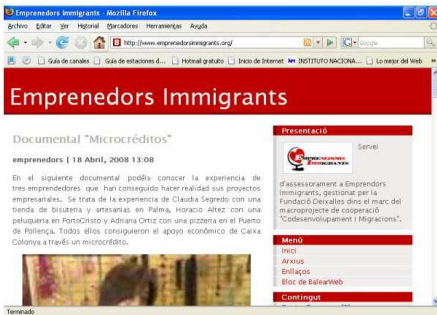 Emprenedors Immigrants - Mozilla Firefox
Archivo Editar Ver Historial Marcadores Herramientas Ayuda
http://www.emprenedorsimmigrants.org/
Google
Guía de canales Guía de estaciones d... Hotmail gratuito Inicio de Internet INSTITUTO NACIONA... Lo mejor del Web
Emprenedors Immigrants
Documental "Microcréditos"
emprenedors | 18 Abril, 2008 13:08
En el siguiente documental podéis conocer la experiencia de
tres emprendedores que han conseguido hacer realidad sus proyectos
empresariales. Se trata de la experiencia de Claudia Segredo con una
tienda de bisuteria y artesanias en Palma, Horacio Altez con una
peluqueria en PortoCristo y Adriana Ortiz con una pizzeria en el Puerto
de Pollença. Todos ellos consiguieron el apoyo económico de Caixa
Colonya a través un microcrédito.
Presentació
EMPRENEDORS
IMMIGRANTS
Servei
d'assessorament a Emprendors
Immigrants, gestionat per la
Fundació Deixalles dins el marc del
macroprojecte de cooperació
"Codesenvolupament i Migracions".
Menú
Inici
Arxius
Enllaços
Bloc de BalearWeb
Contingut
Terminado